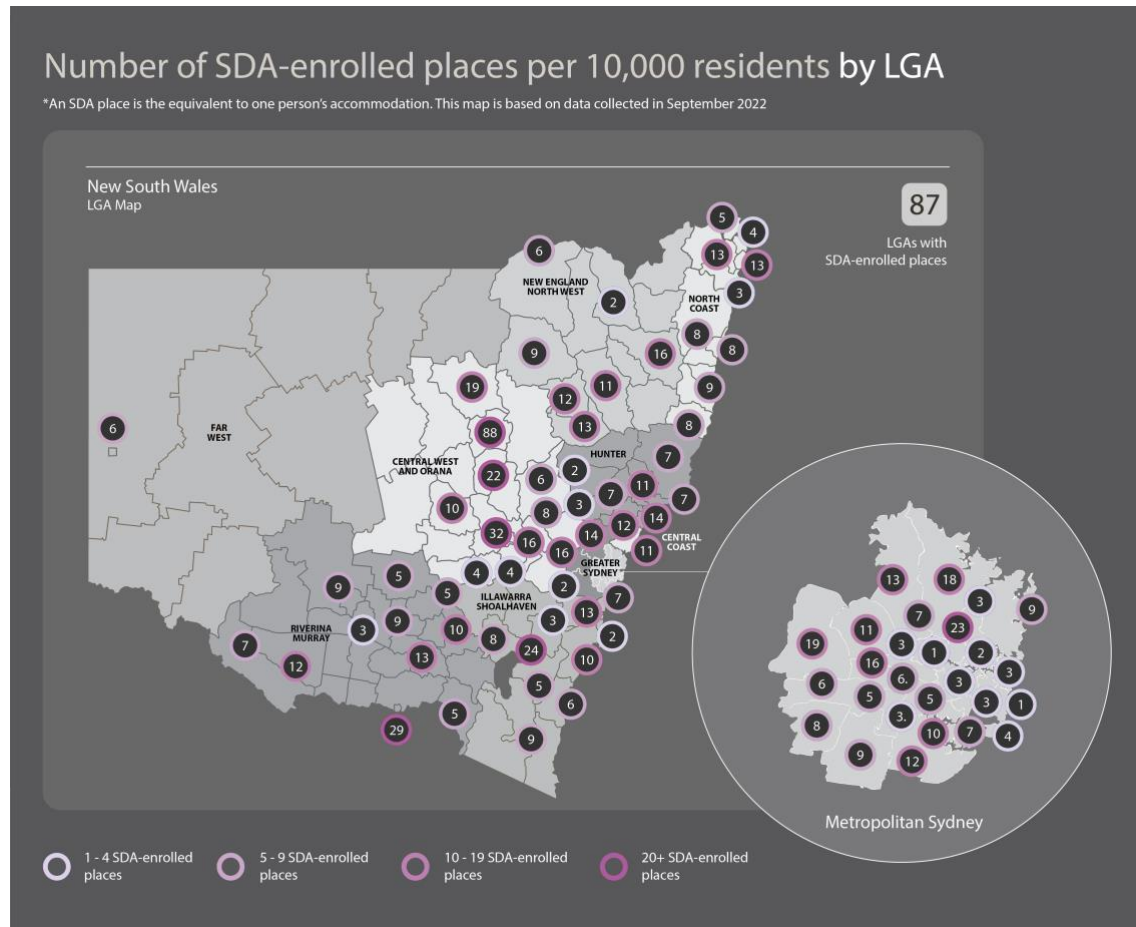 Number of SDA-enrolled places per 10,000 residents by LGA
*An SDA place is the equivalent to one person's accommodation. This map is based on data collected in September 2022
New South Wales
LGA Map
87
LGAs with
SDA-enrolled places
5
4
6
13
13
NEW ENGLAND
NORTH WEST
2
NORTH
COAST
3
8
8
9
16
19
12
11
9
13
8
6
FAR
WEST
88
HUNTER
7
CENTRAL WEST
AND ORANA
22
6
2
7
11
7
10
8
3
14
32
16
16
14
12
11
CENTRAL
COAST
GREATER
SYDNEY
9
5
5
4
4
2
7
ILLAWARRA
SHOALHAVEN
13
RIVERINA
MURRAY
3
9
10
8
3
2
7
12
13
24
10
5
6
29
5
9
13
18
3
9
7
23
19
11
3
1
2
16
6.
3
3
6
5
5
3
1
8
3.
10
7
4
9
12
Metropolitan Sydney
1 - 4 SDA-enrolled
places
5 - 9 SDA-enrolled
places
10 - 19 SDA-enrolled
places
20+ SDA-enrolled
places